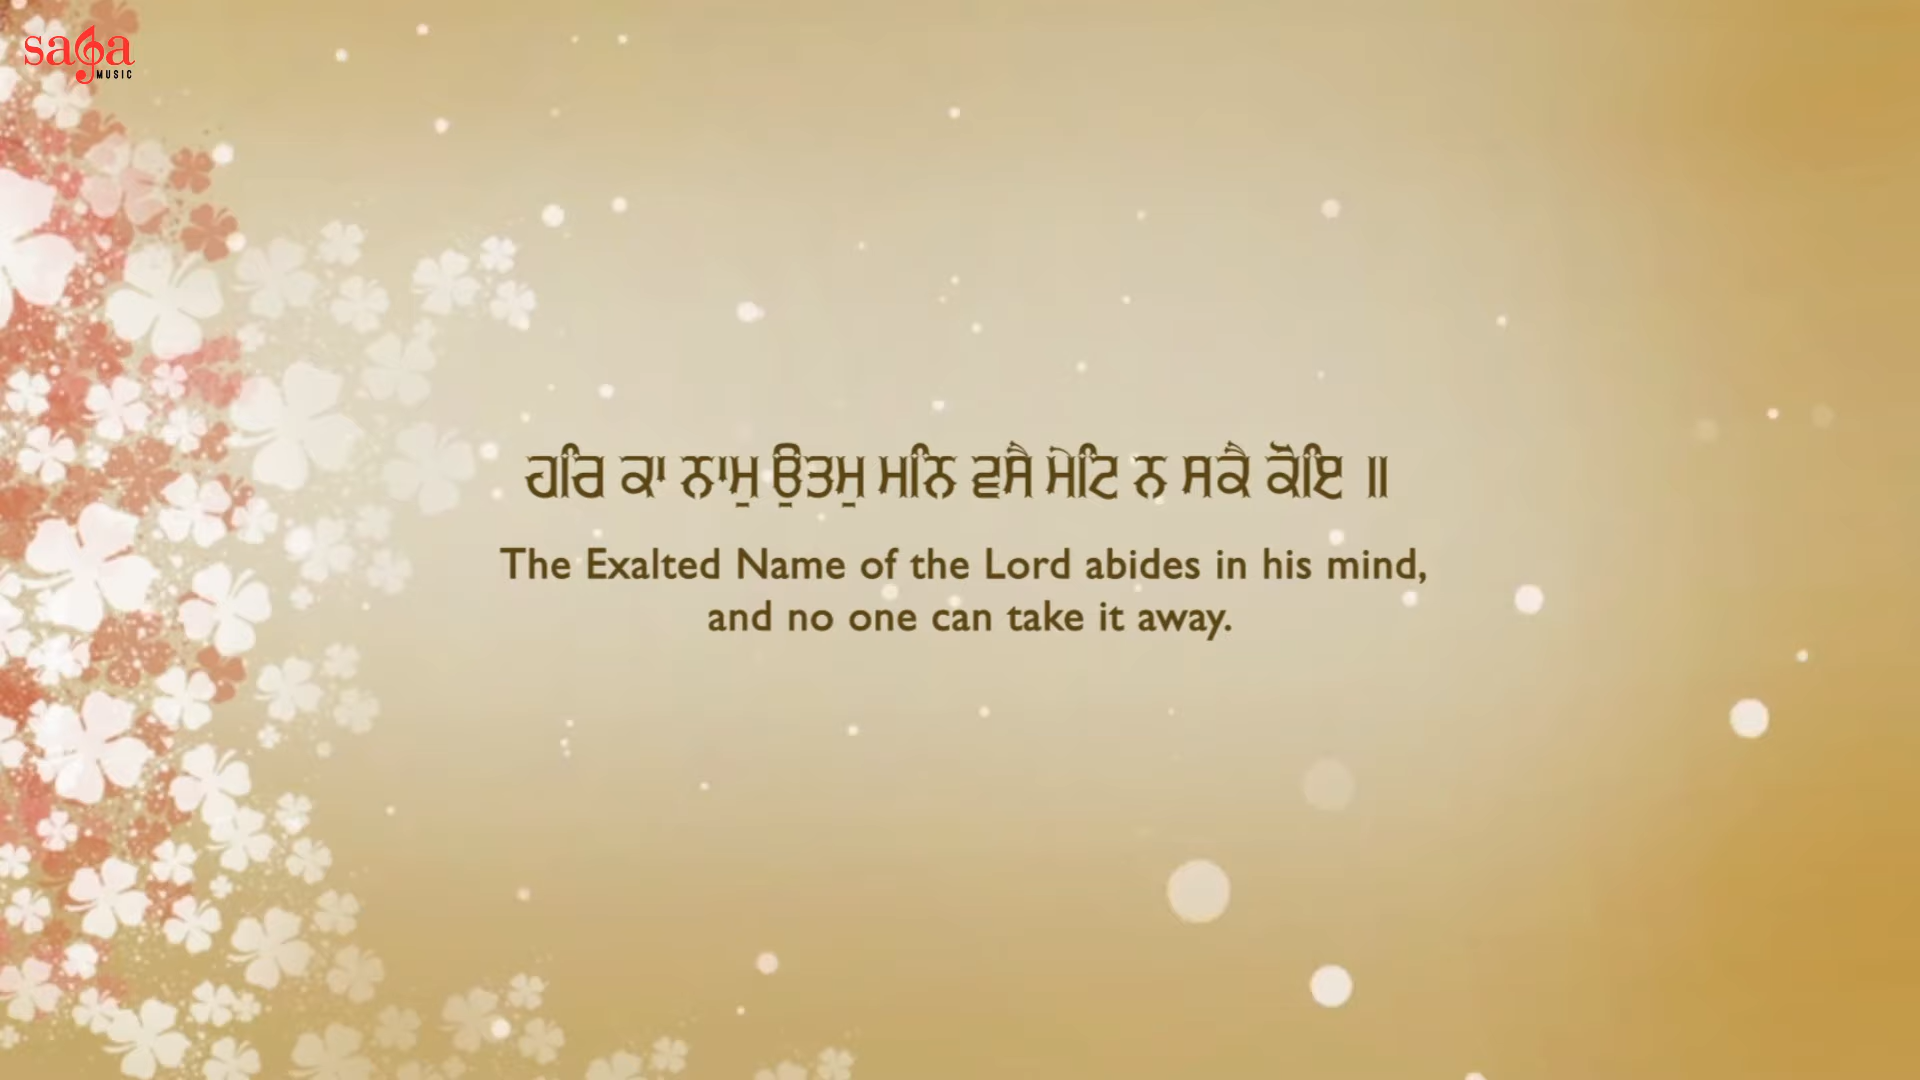 saga
MUSIC
ਹਰਿ ਕਾ ਨਾਮੁ ਉਤਮੁ ਮਨਿ ਵਸੈ ਮੇਟਿ ਨ ਸਕੈ ਕੋਇ ॥
The Exalted Name of the Lord abides in his mind,
and no one can take it away.